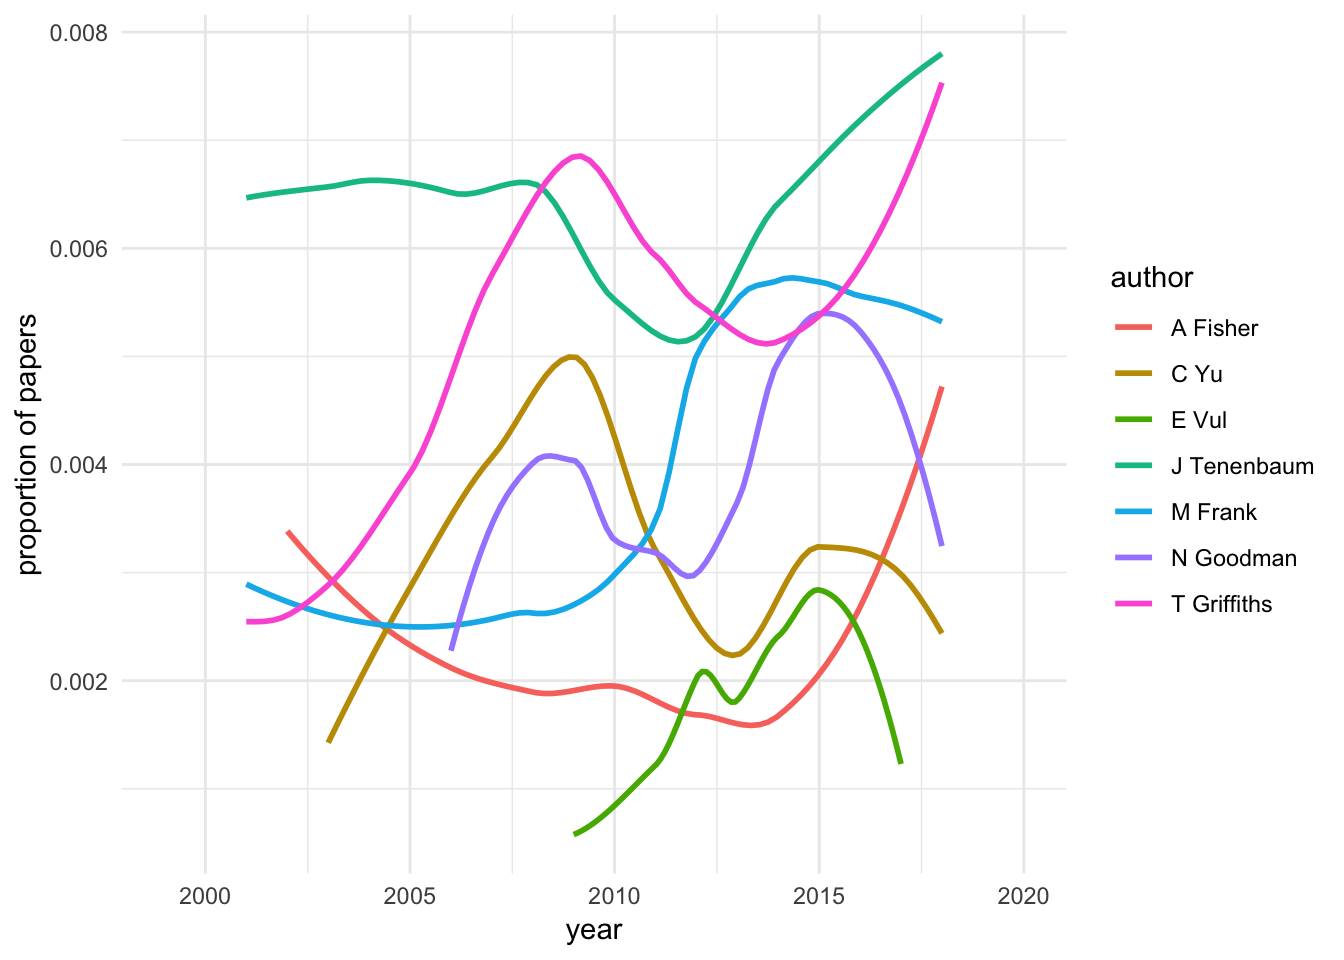 0.008
0.006
0.004
0.002
proportion of papers
2000
2005
2010
2015
2020
year
author
A Fisher
C Yu
E Vul
J Tenenbaum
M Frank
N Goodman
T Griffiths